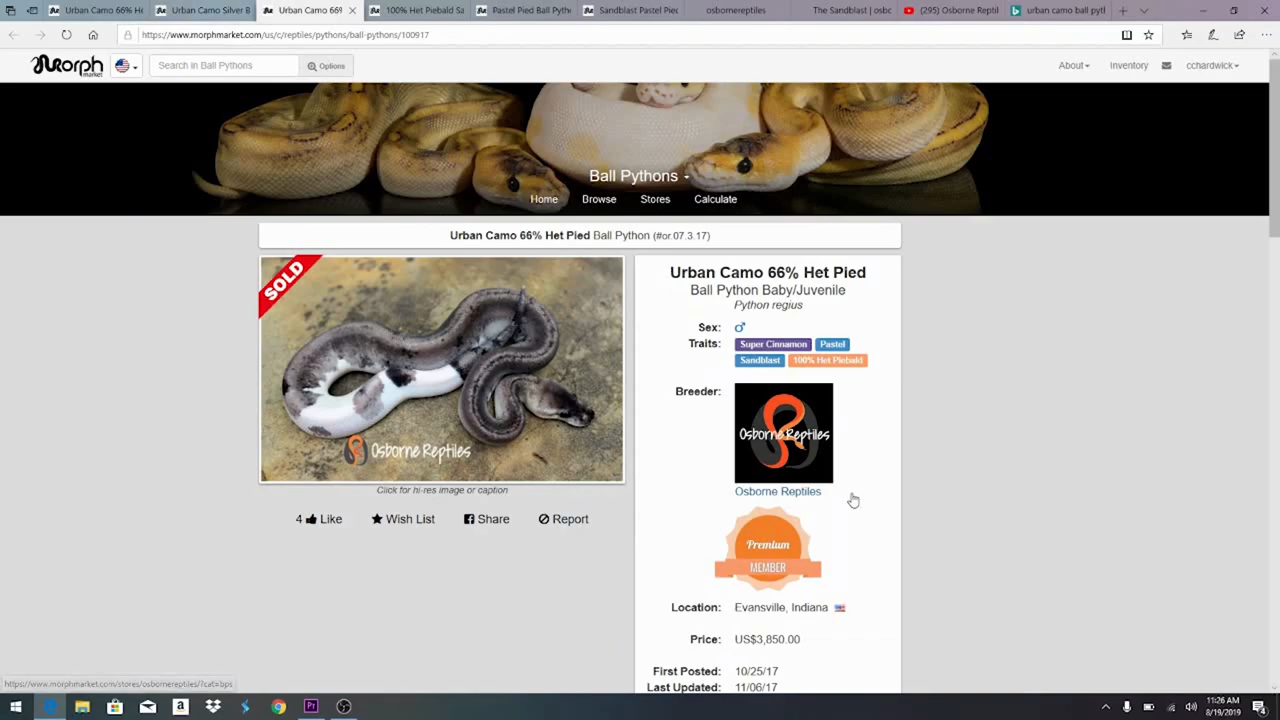 Urban Camo 66% He
Urban Camo Silver B
Urban Camo 66%
100% Het Piebald Sa
Pastel Pied Ball Pyth
Sandblast Pastel Piec
osbornereptiles
The Sandblast | osbc
(295) Osborne Reptil
urban camo ball pyth
https://www.morphmarket.com/us/c/reptiles/pythons/ball-pythons/100917
Morph market
Search in Ball Pythons
Options
About
Inventory
cchardwick
Ball Pythons
Home
Browse
Stores
Calculate
Urban Camo 66% Het Pied Ball Python (#or.07.3.17)
SOLD
Osborne Reptiles
Click for hi-res image or caption
4 Like
Wish List
Share
Report
Urban Camo 66% Het Pied
Ball Python Baby/Juvenile
Python regius
Sex: ♂
Traits: Super Cinnamon Pastel
Sandblast 100% Het Piebald
Breeder:
Osborne Reptiles
Osborne Reptiles
Premium
MEMBER
Location: Evansville, Indiana
Price: US$3,850.00
First Posted: 10/25/17
Last Updated: 11/06/17
https://www.morphmarket.com/stores/osbornereptiles/?cat=bps
11:26 AM
8/19/2019